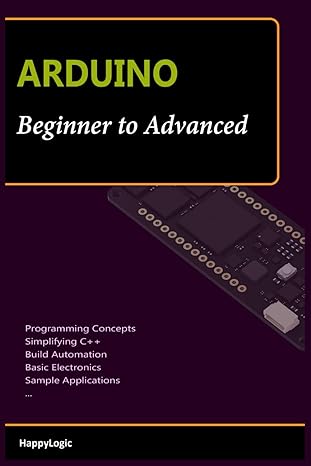 ARDUINO
Beginner to Advanced
Programming Concepts
Simplifying C++
Build Automation
Basic Electronics
Sample Applications
...
HappyLogic